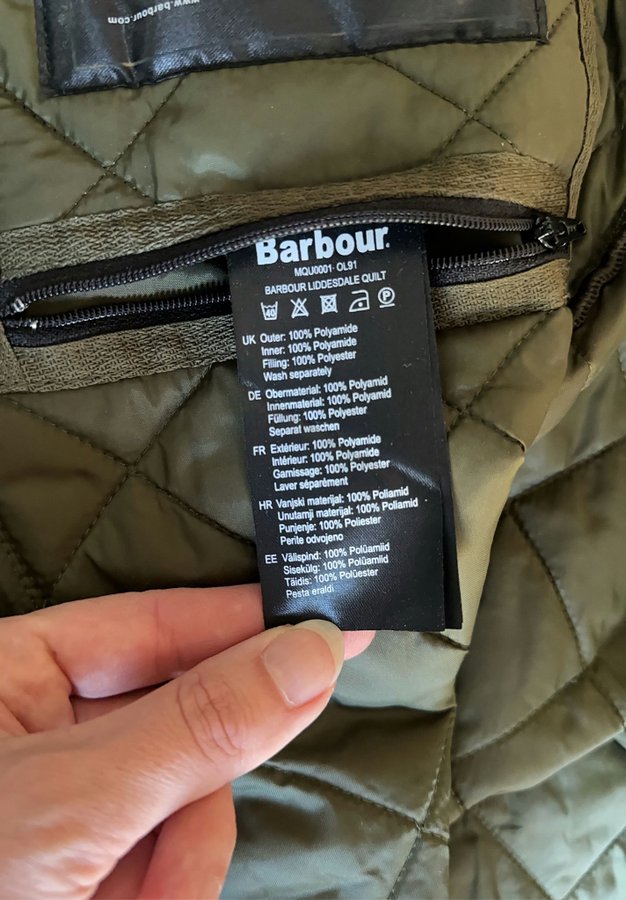 www.barbour.com
Barbour.
MQU0001- OL91
BARBOUR LIDDESDALE QUILT
40 P
UK Outer: 100% Polyamide
Inner: 100% Polyamide
Filling: 100% Polyester
Wash separately
DE Obermaterial: 100% Polyamid
Innenmaterial: 100% Polyamid
Füllung: 100% Polyester
Separat waschen
FR Extérieur: 100% Polyamide
Intérieur: 100% Polyamide
Garnissage: 100% Polyester
Laver séparément
HR Vanjski materijal: 100% Poliamid
Unutarnji materijal: 100% Poliamid
Punjenje: 100% Poliester
Perite odvojeno
EE Välispind: 100% Polüamiid
Sisekülg: 100% Polüamiid
Täidis: 100% Polüester
Pesta eraldi